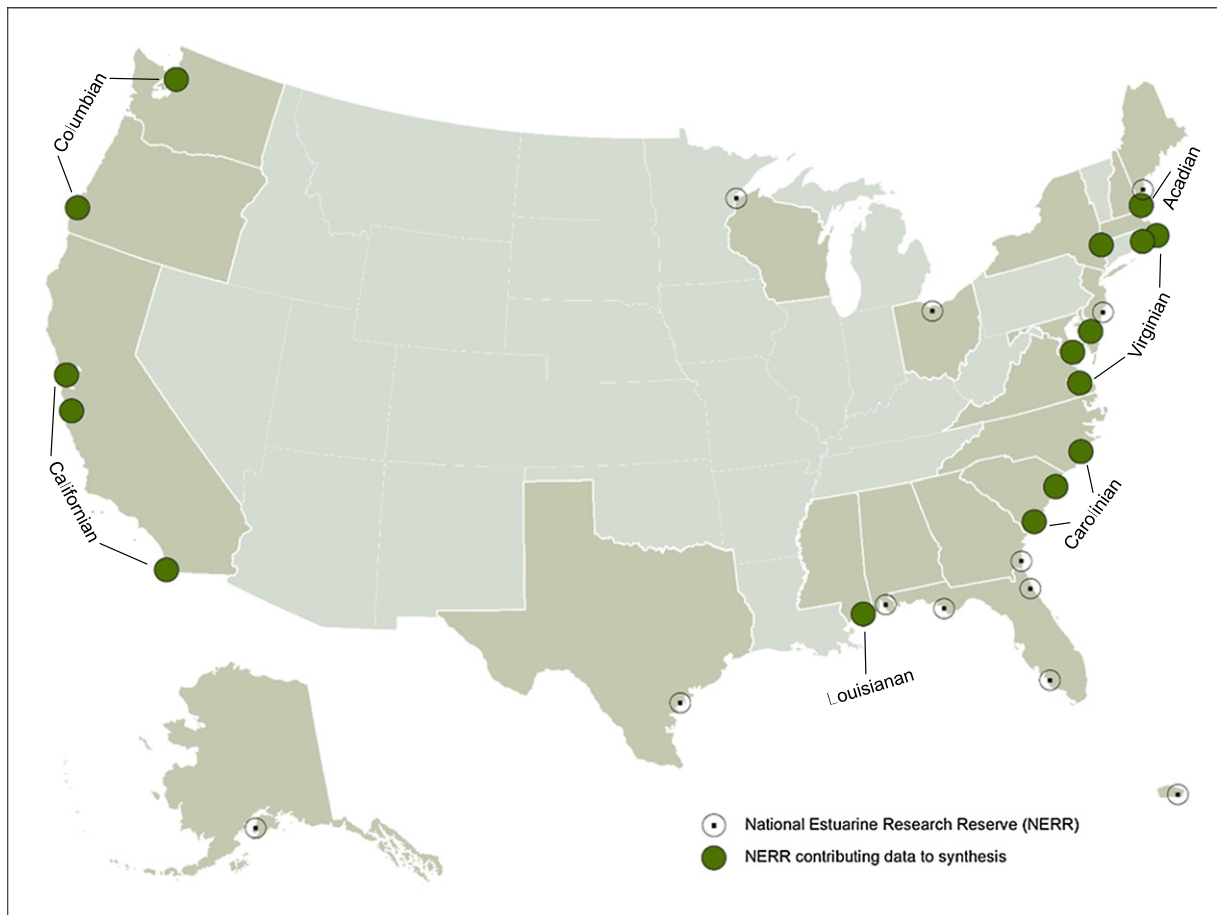 Columbian
Acadian
Virginian
Californian
Carolinian
Louisianan
National Estuarine Research Reserve (NERR)
NERR contributing data to synthesis